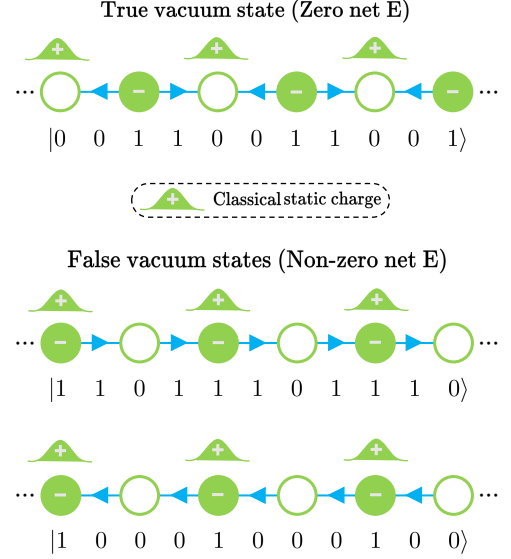 True vacuum state (Zero net E)
+ + +
... - - - ...
|0 0 1 1 0 0 1 1 0 0 1⟩
+ Classical static charge
False vacuum states (Non-zero net E)
+ + +
... - - - ...
|1 1 0 1 1 1 0 1 1 1 0⟩
+ + +
... - - - ...
|1 0 0 0 1 0 0 0 1 0 0⟩